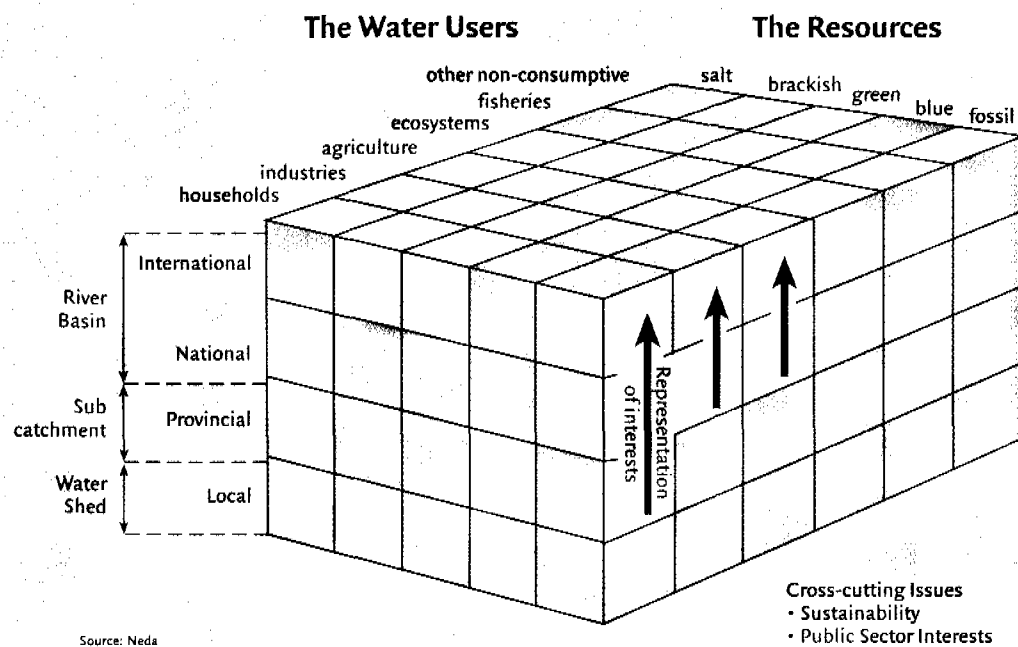 The Water Users
The Resources
other non-consumptive
fisheries
ecosystems
agriculture
industries
households
salt
brackish
green
blue
fossil
International
River
Basin
National
Sub
catchment
Provincial
Water
Shed
Local
Representation
of interests
Cross-cutting Issues
• Sustainability
• Public Sector Interests
Source: Neda